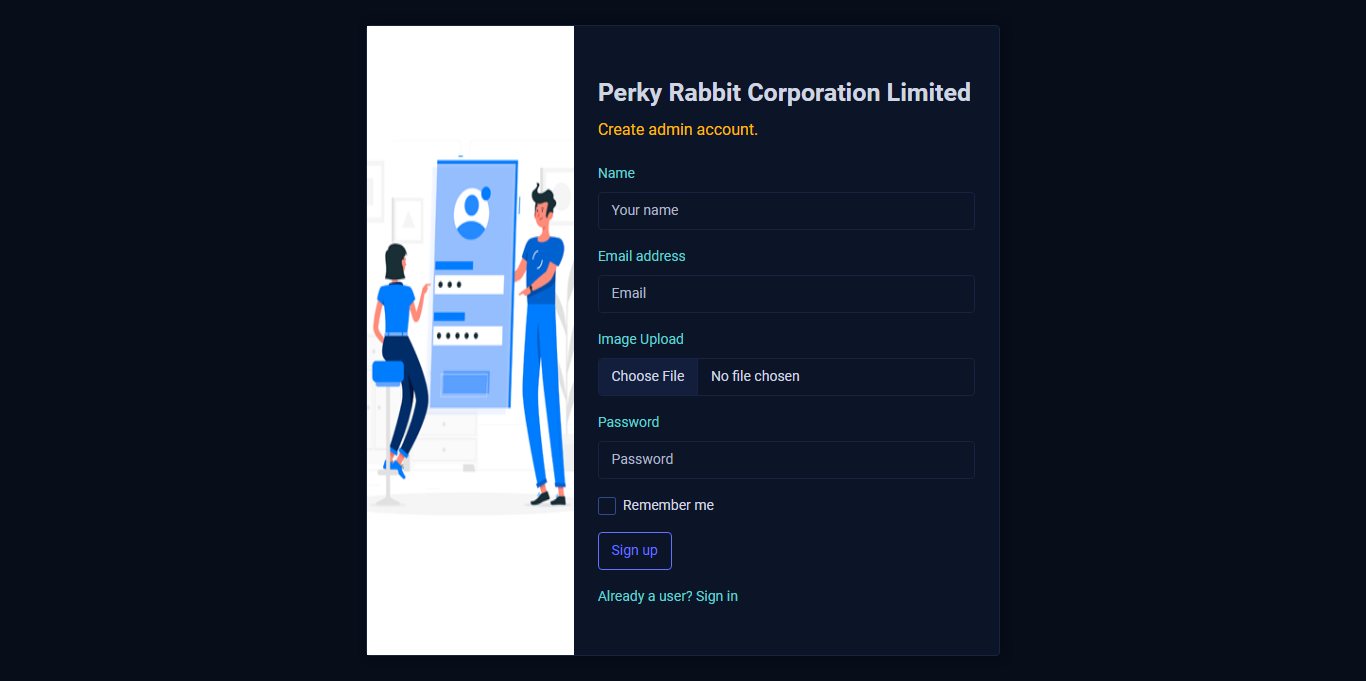 Perky Rabbit Corporation Limited
Create admin account.
Name
Your name
Email address
Email
Image Upload
Choose File No file chosen
Password
Password
Remember me
Sign up
Already a user? Sign in